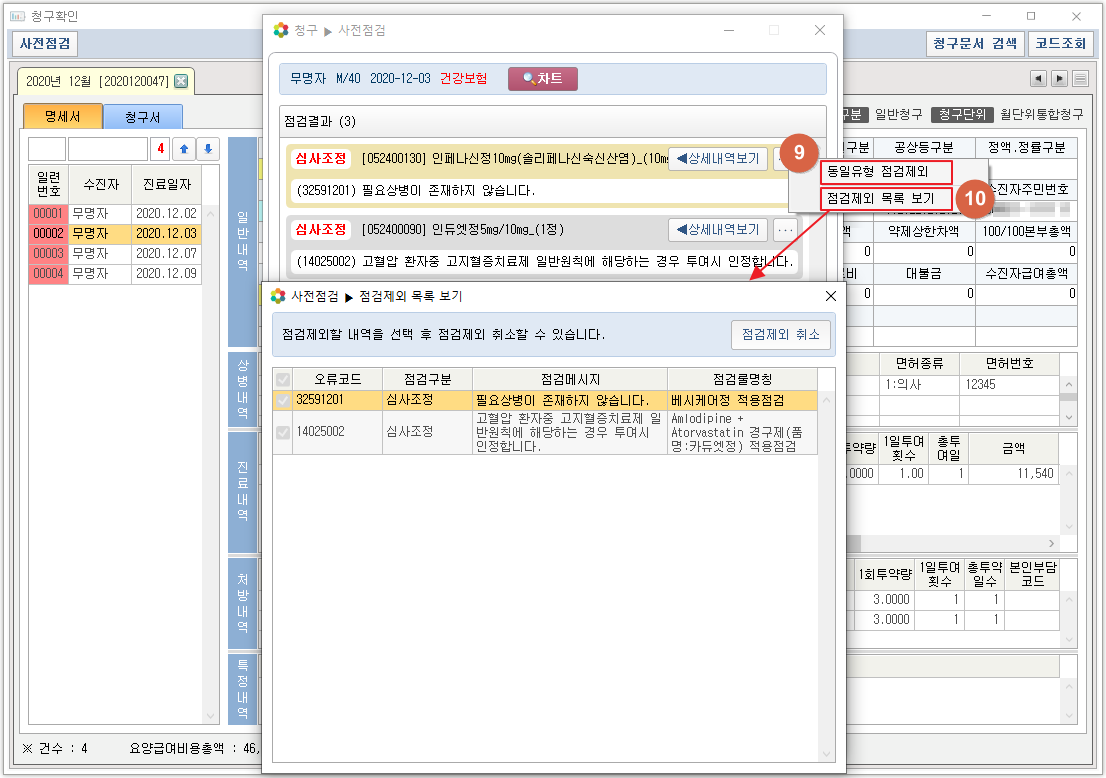 청구확인
사전점검
청구문서 검색
코드조회
2020년 12월 [2020120047]
명세서
청구서
4
일련
번호
수진자
진료일자
00001 무명자 2020.12.02
00002 무명자 2020.12.03
00003 무명자 2020.12.07
00004 무명자 2020.12.09
※ 건수 : 4
요양급여비용총액 : 46,
일반내역
상병내역
진료내역
처방내역
특정내역
청구 ▶ 사전점검
무명자 M/40 2020-12-03 건강보험
차트
점검결과 (3)
심사조정 [052400130] 인페나신정10mg(솔리페나신숙신산염)_(10m
◀상세내역보기
(32591201) 필요상병이 존재하지 않습니다.
심사조정 [052400090] 인듀엣정5mg/10mg_(1정)
◀상세내역보기
...
(14025002) 고혈압 환자중 고지혈증치료제 일반원칙에 해당하는 경우 투여시 인정합니다.
9
동일유형 점검제외
점검제외 목록 보기
10
사전점검 ▶ 점검제외 목록 보기
점검제외할 내역을 선택 후 점검제외 취소할 수 있습니다.
점검제외 취소
오류코드 점검구분 점검메시지 점검룰명칭
32591201 심사조정 필요상병이 존재하지 않습니다. 베시케어정 적용점검
14025002 심사조정
고혈압 환자중 고지혈증치료제 일
반원칙에 해당하는 경우 투여시
인정합니다.
Amlodipine +
Atorvastatin 경구제(품
명:카듀엣정) 적용점검
구분 일반청구 청구단위 월단위통합청구
구분 공상등구분 정액.정률구분
수진자주민번호
액 약제상한차액 100/100본부총액
0 0 0
비 대불금 수진자급여총액
0 0 0
면허종류 면허번호
1:의사 12345
투약량
1일투여
횟수
총투
여일
금액
0000 1.00 1 11,540
1회투약량
1일투여
횟수
총투약
일수
본인부담
코드
3.0000 1 1
3.0000 1 1